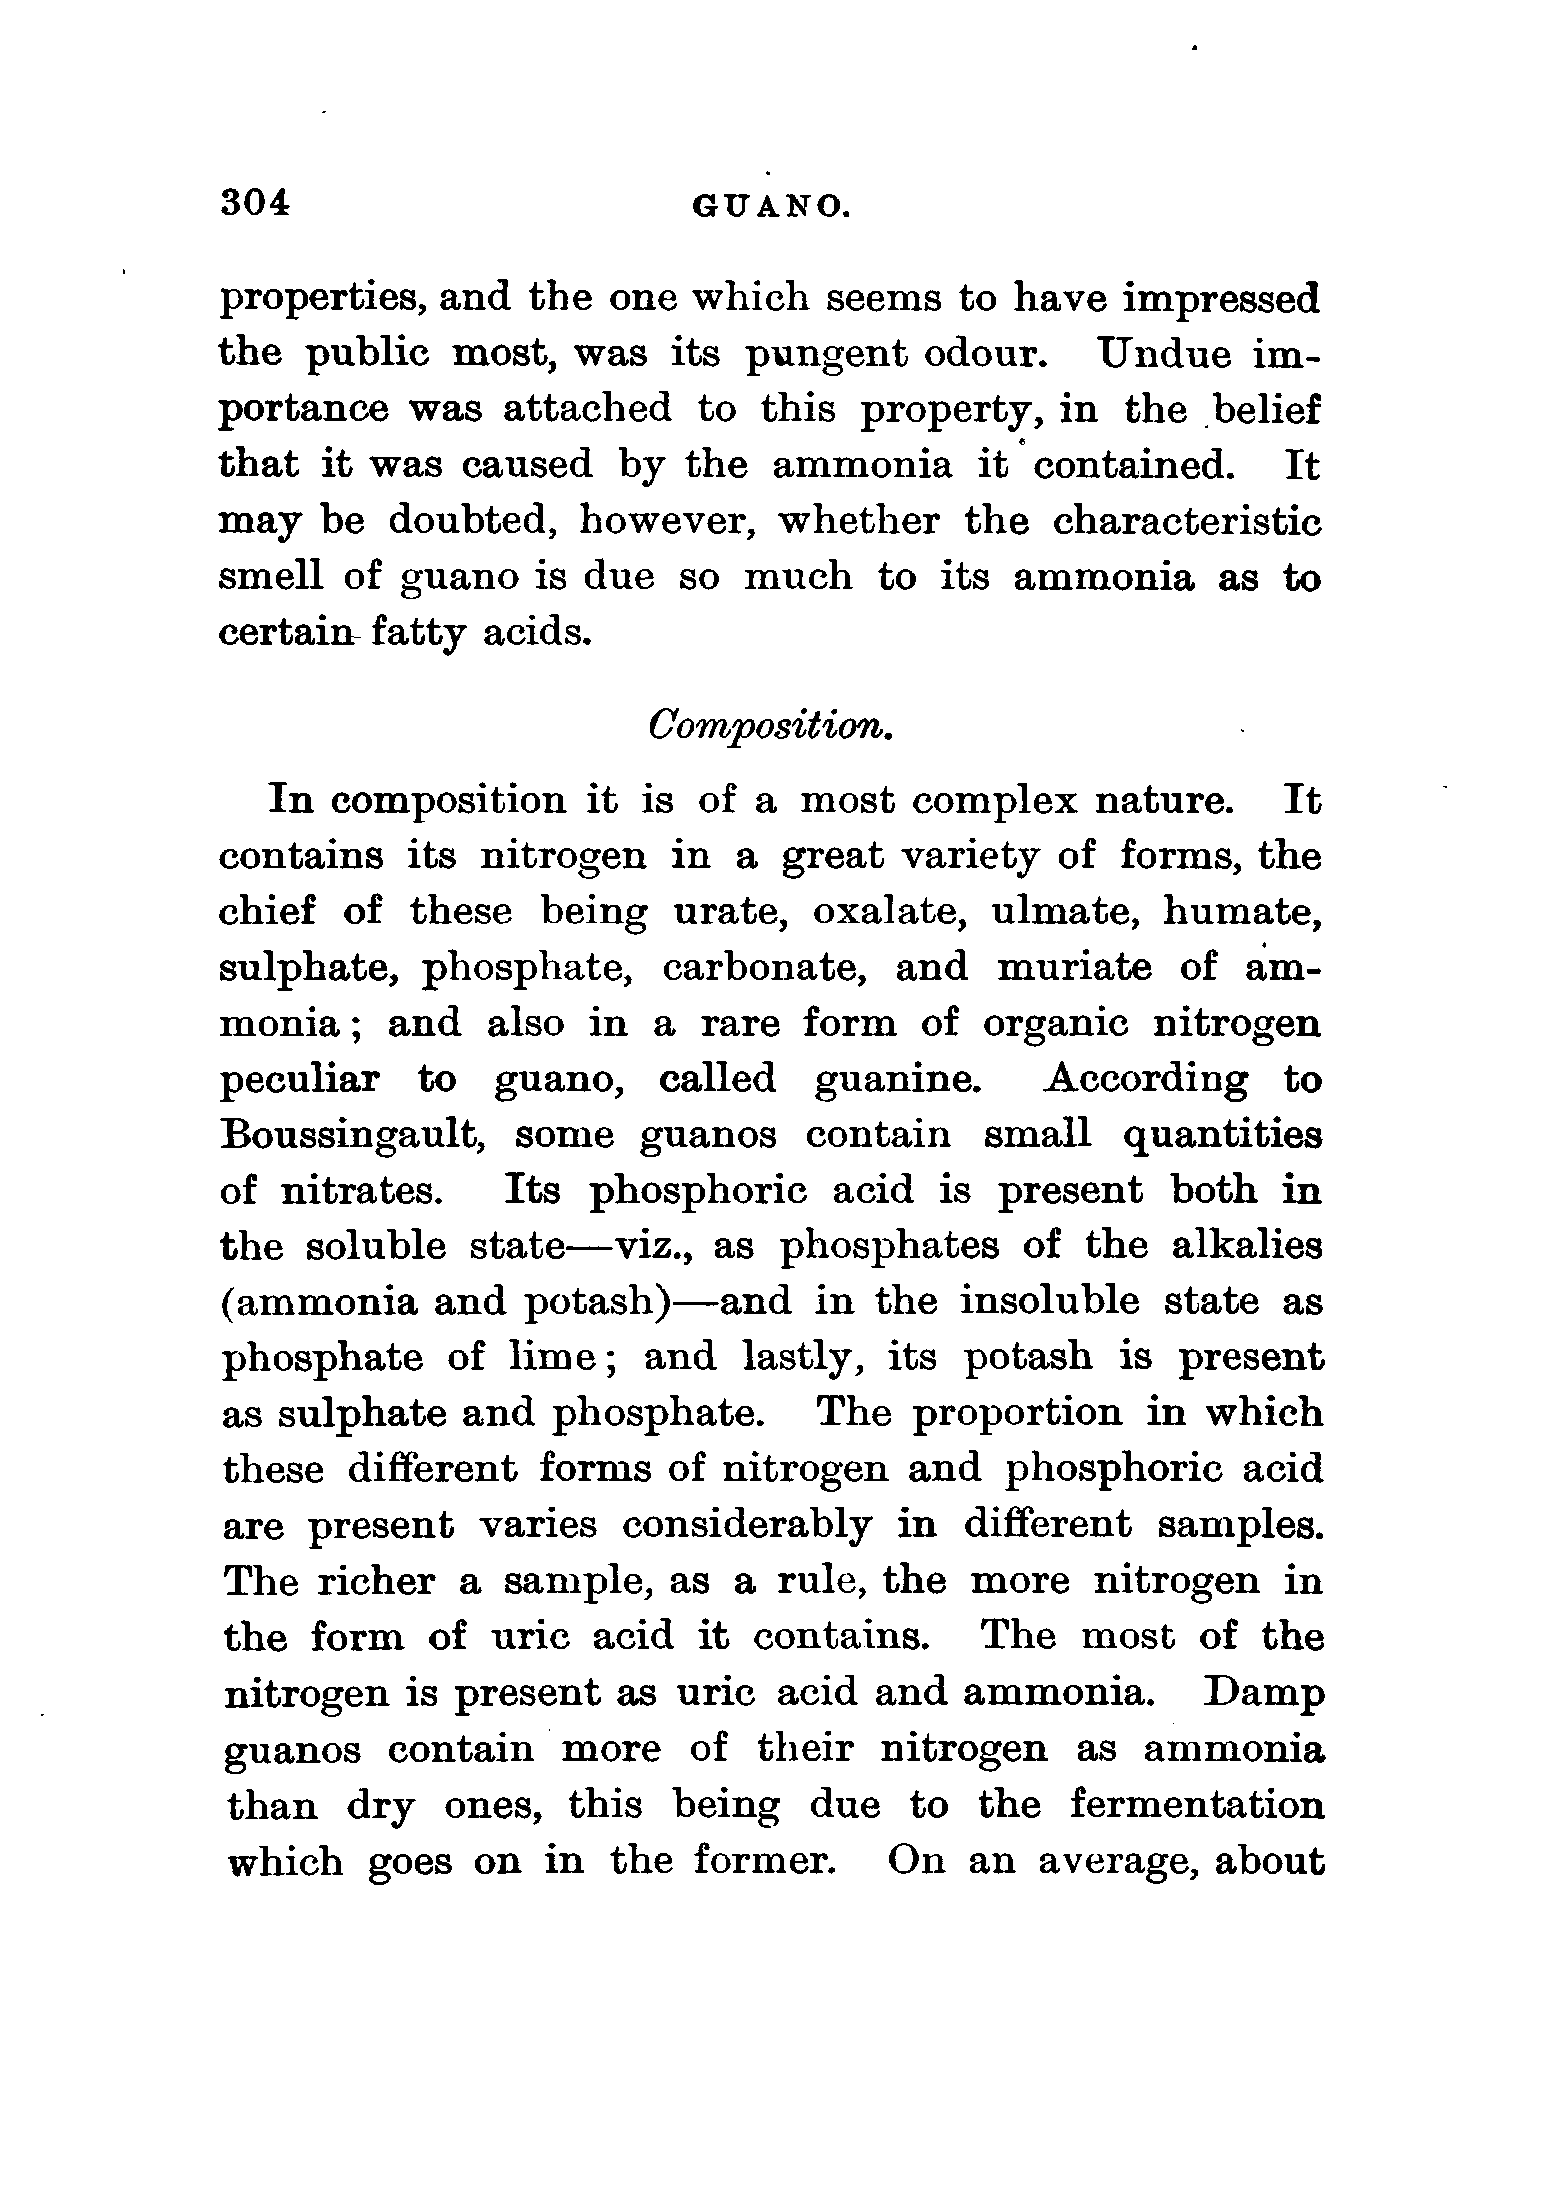 304 GUANO.
properties, and the one which seems to have impressed
the public most, was its pungent odour. Undue im-
portance was attached to this property, in the belief
that it was caused by the ammonia it contained. It
may be doubted, however, whether the characteristic
smell of guano is due so much to its ammonia as to
certain fatty acids.
Composition.
In composition it is of a most complex nature. It
contains its nitrogen in a great variety of forms, the
chief of these being urate, oxalate, ulmate, humate,
sulphate, phosphate, carbonate, and muriate of am-
monia; and also in a rare form of organic nitrogen
peculiar to guano, called guanine. According to
Boussingault, some guanos contain small quantities
of nitrates. Its phosphoric acid is present both in
the soluble state—viz., as phosphates of the alkalies
(ammonia and potash)—and in the insoluble state as
phosphate of lime; and lastly, its potash is present
as sulphate and phosphate. The proportion in which
these different forms of nitrogen and phosphoric acid
are present varies considerably in different samples.
The richer a sample, as a rule, the more nitrogen in
the form of uric acid it contains. The most of the
nitrogen is present as uric acid and ammonia. Damp
guanos contain more of their nitrogen as ammonia
than dry ones, this being due to the fermentation
which goes on in the former. On an average, about